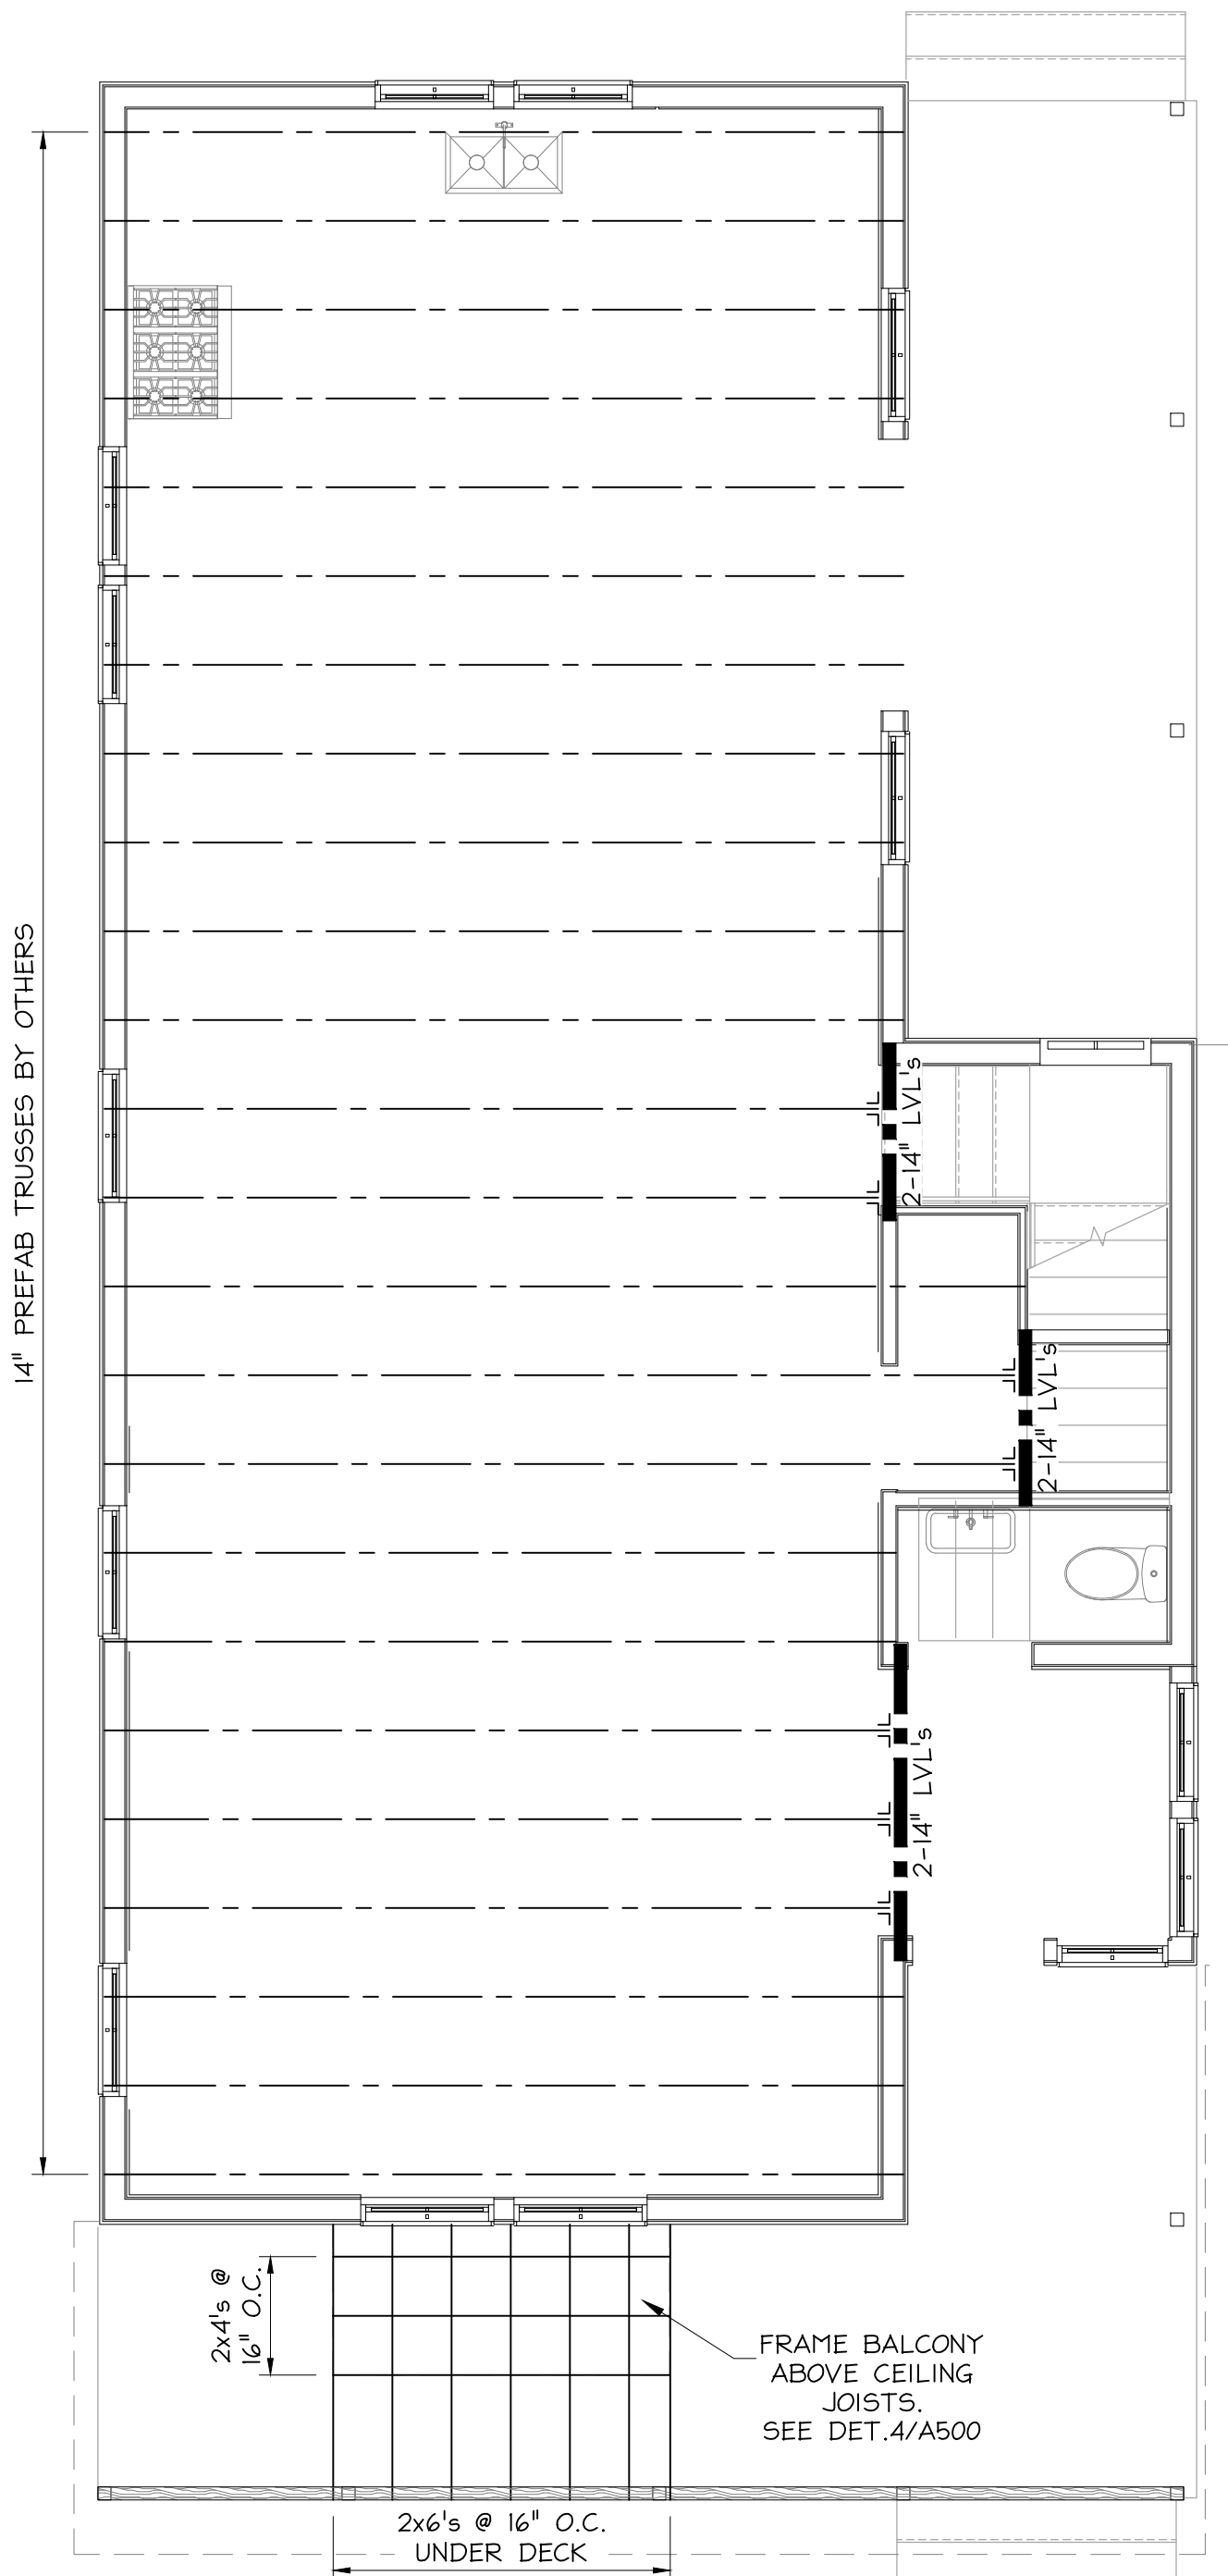 14" PREFAB TRUSSES BY OTHERS
2-14" LVL's
2-14" LVL's
2-14" LVL's
2x4's @
16" O.C.
FRAME BALCONY
ABOVE CEILING
JOISTS.
SEE DET.4/A500
2x6's @ 16" O.C.
UNDER DECK